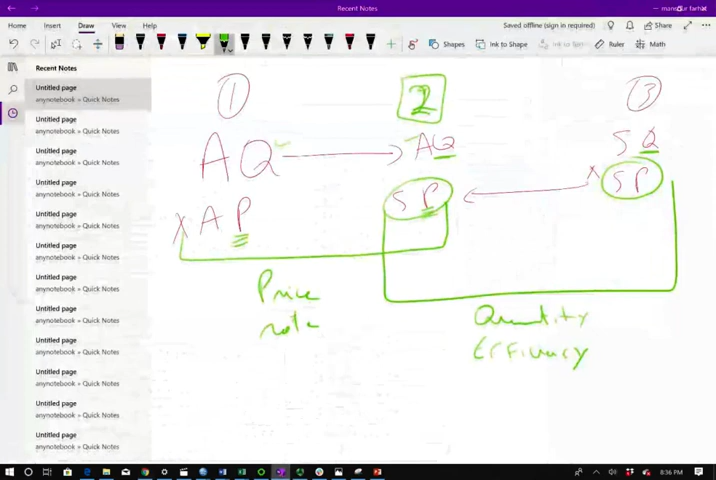 Recent Notes
mansour farhat
Home Insert Draw View Help
Saved offline (sign in required)
Share
Shapes
Ink to Shape
Ruler
Math
Recent Notes
Untitled page
anynotebook » Quick Notes
Untitled page
anynotebook » Quick Notes
Untitled page
anynotebook » Quick Notes
Untitled page
anynotebook » Quick Notes
Untitled page
anynotebook » Quick Notes
Untitled page
anynotebook » Quick Notes
Untitled page
anynotebook » Quick Notes
Untitled page
anynotebook » Quick Notes
Untitled page
anynotebook » Quick Notes
Untitled page
anynotebook » Quick Notes
Untitled page
anynotebook » Quick Notes
Untitled page
anynotebook » Quick Notes
1 2 3
AQ AQ SQ
X AP SP X SP
Price
rate
Quantity
Efficiency
8:36 PM